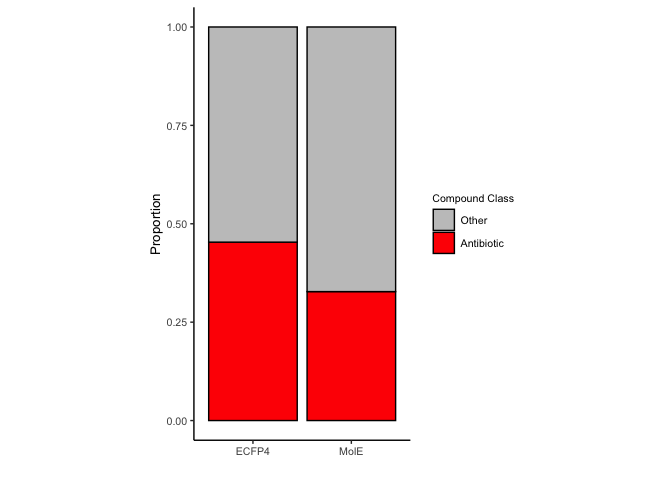 1.00
0.75
0.50
0.25
0.00
Proportion
ECFP4
MolE
Compound Class
Other
Antibiotic